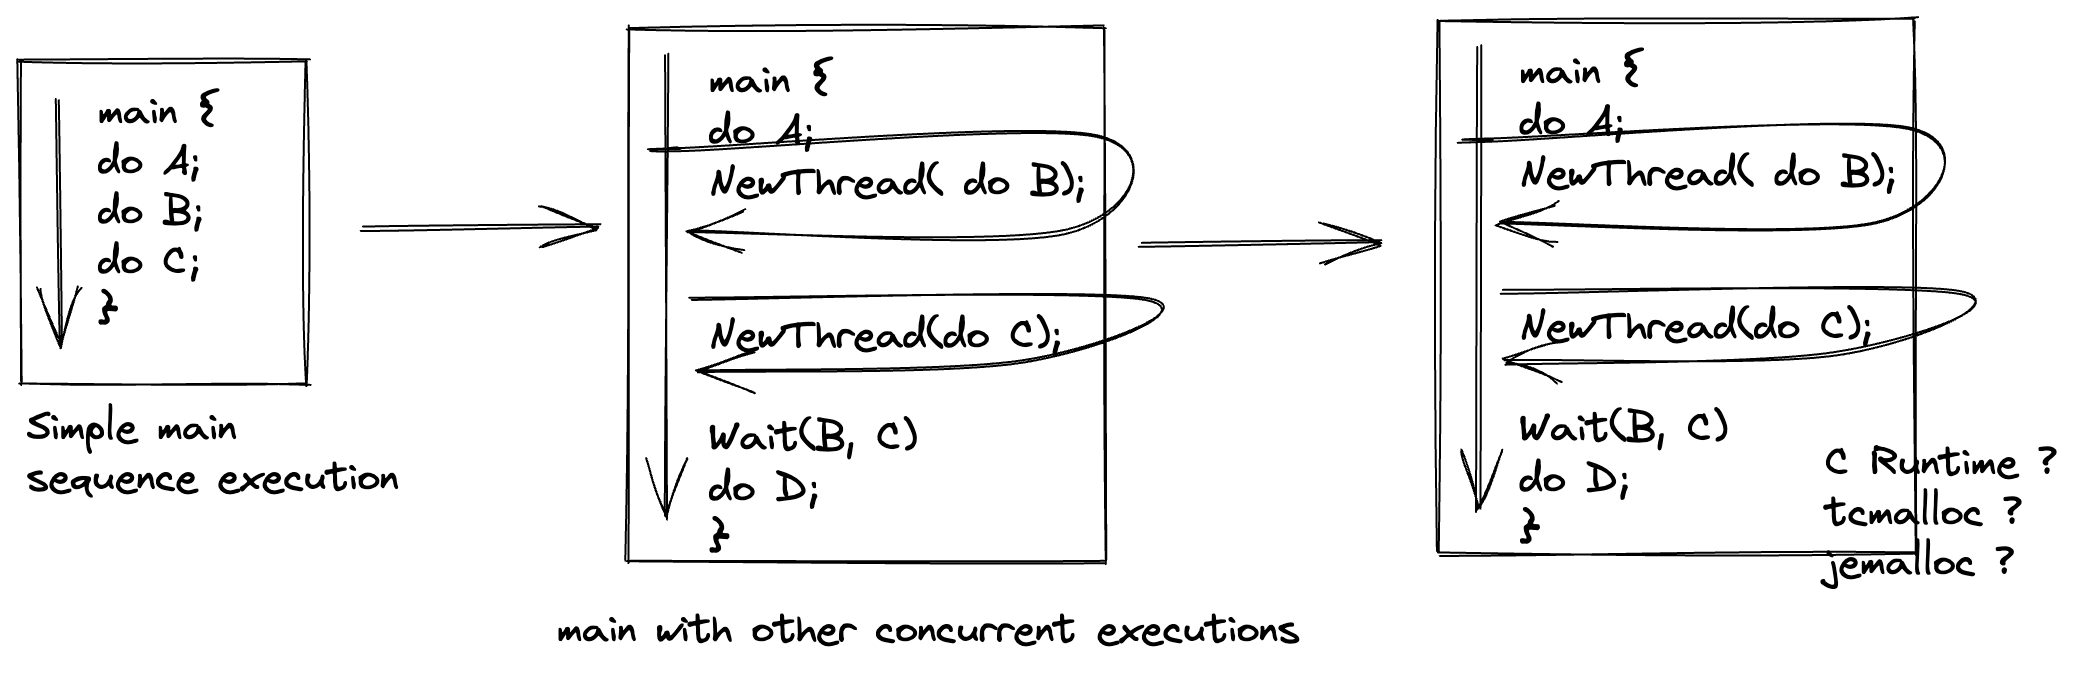 main {
do A;
do B;
do C;
}
Simple main
sequence execution
main {
do A;
NewThread( do B);
NewThread(do C);
Wait(B, C)
do D;
}
main with other concurrent executions
main {
do A;
NewThread( do B);
NewThread(do C);
Wait(B, C)
do D;
}
C Runtime ?
tcmalloc ?
jemalloc ?